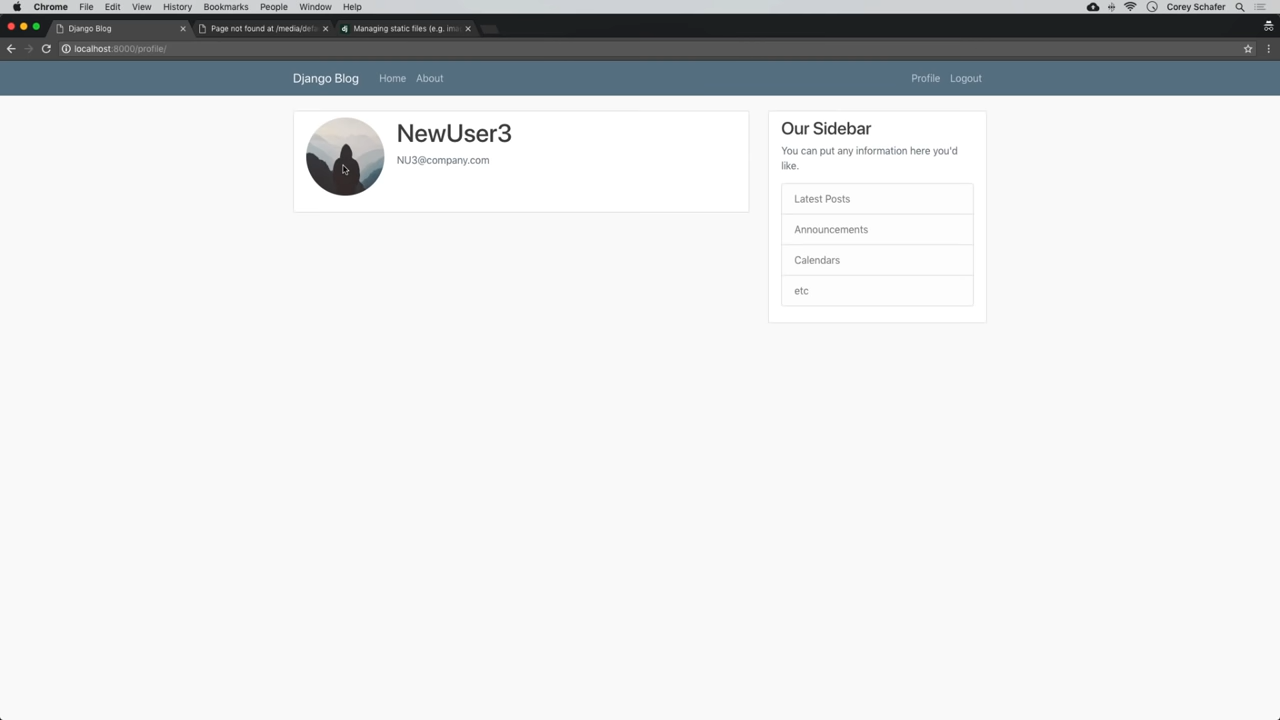 Chrome File Edit View History Bookmarks People Window Help Corey Schafer
Django Blog Page not found at /media/defa Managing static files (e.g. ima
localhost:8000/profile/
Django Blog Home About Profile Logout
NewUser3
NU3@company.com
Our Sidebar
You can put any information here you'd
like.
Latest Posts
Announcements
Calendars
etc